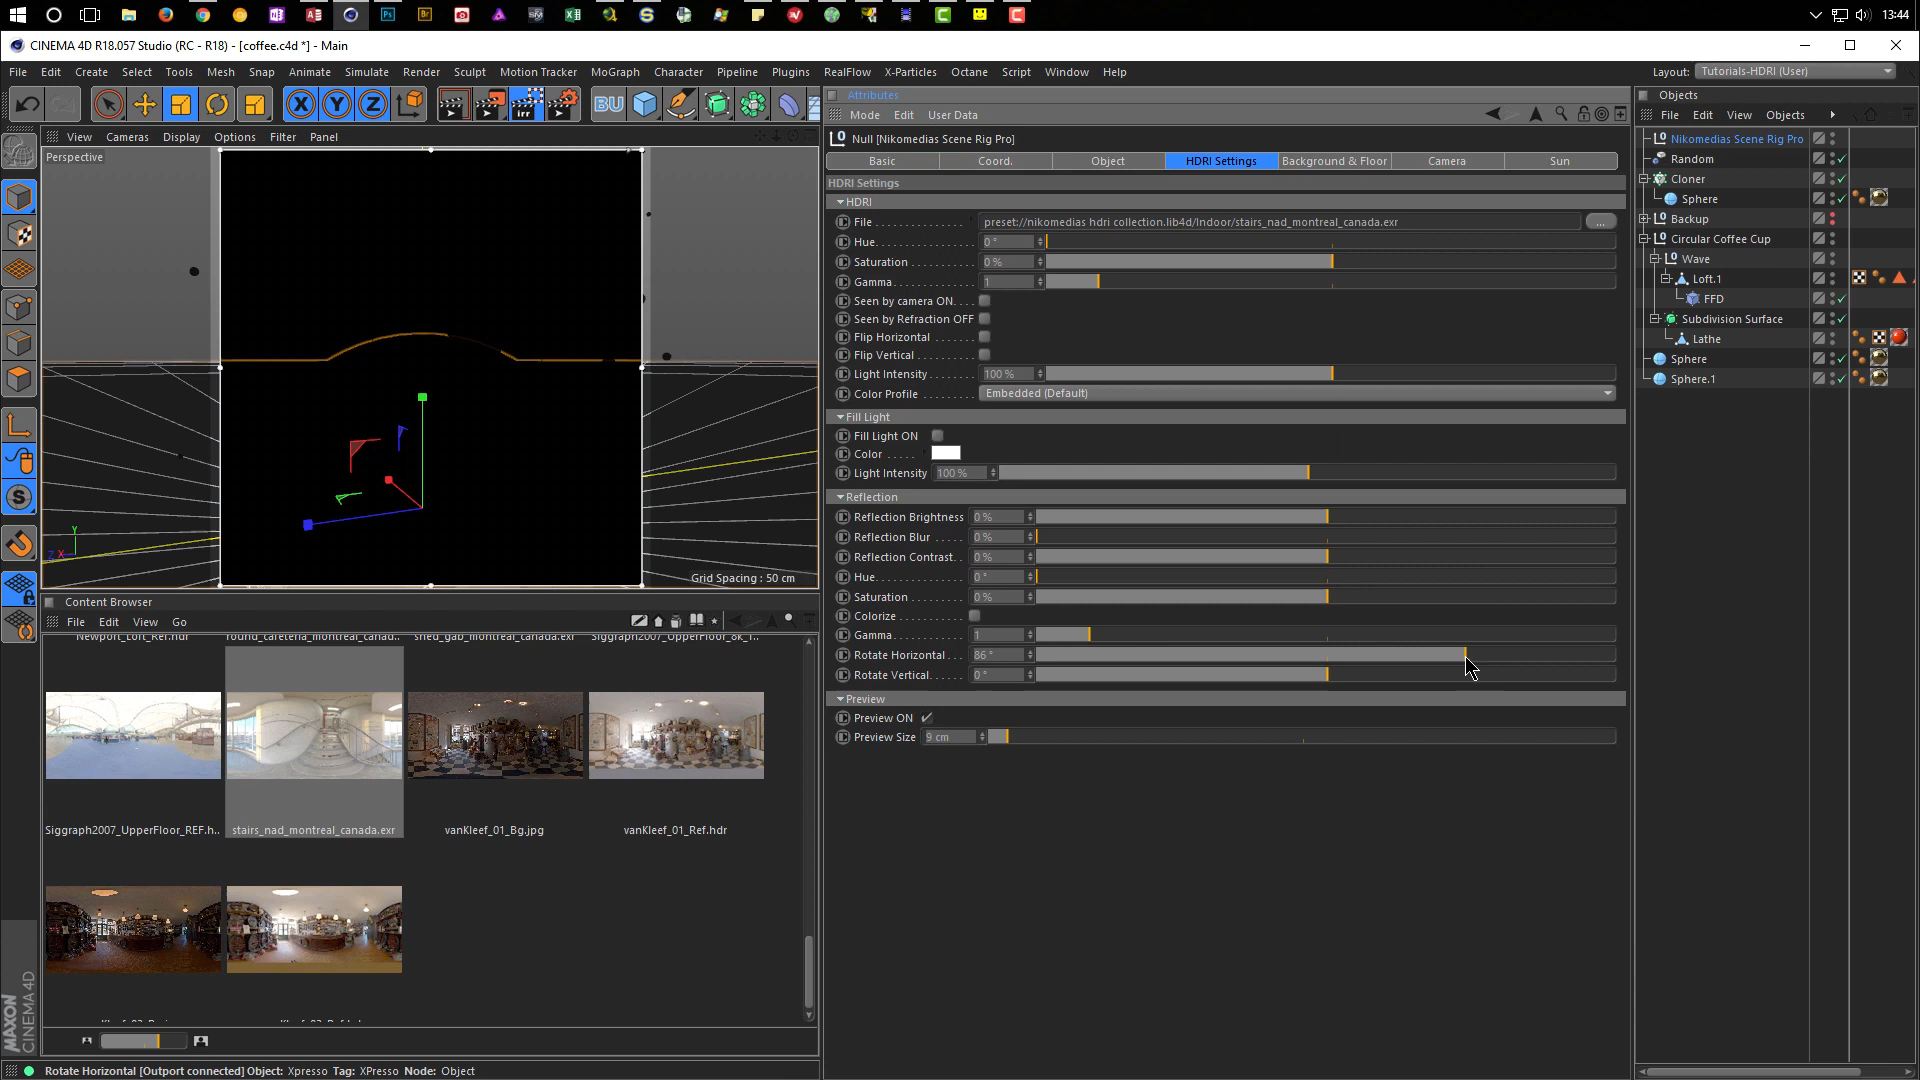 13:44
CINEMA 4D R18.057 Studio (RC - R18) - [coffee.c4d *] - Main
File Edit Create Select Tools Mesh Snap Animate Simulate Render Sculpt Motion Tracker MoGraph Character Pipeline Plugins RealFlow X-Particles Octane Script Window Help
Layout: Tutorials-HDRI (User)
irr BU
View Cameras Display Options Filter Panel
Perspective
Grid Spacing : 50 cm
Attributes
Mode Edit User Data
Null [Nikomedias Scene Rig Pro]
Basic Coord. Object HDRI Settings Background & Floor Camera Sun
HDRI Settings
HDRI
File preset://nikomedias hdri collection.lib4d/Indoor/stairs_nad_montreal_canada.exr ...
Hue 0 °
Saturation 0 %
Gamma 1
Seen by camera ON
Seen by Refraction OFF
Flip Horizontal
Flip Vertical
Light Intensity 100 %
Color Profile Embedded (Default)
Fill Light
Fill Light ON
Color
Light Intensity 100 %
Reflection
Reflection Brightness 0 %
Reflection Blur 0 %
Reflection Contrast 0 %
Hue 0 °
Saturation 0 %
Colorize
Gamma 1
Rotate Horizontal 86 °
Rotate Vertical 0 °
Preview
Preview ON
Preview Size 9 cm
Objects
File Edit View Objects
Nikomedias Scene Rig Pro
Random
Cloner
Sphere
Backup
Circular Coffee Cup
Wave
Loft.1
FFD
Subdivision Surface
Lathe
Sphere
Sphere.1
Content Browser
File Edit View Go
Newport_Loft_Ref.hdr round_cafeteria_montreal_canad.. shed_gab_montreal_canada.exr Siggraph2007_UpperFloor_8k_1..
Siggraph2007_UpperFloor_REF.h.. stairs_nad_montreal_canada.exr vanKleef_01_Bg.jpg vanKleef_01_Ref.hdr
MAXON
CINEMA 4D
Rotate Horizontal [Outport connected] Object: Xpresso Tag: XPresso Node: Object